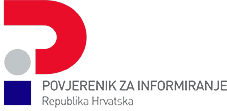 POVJERENIK ZA INFORMIRANJE
Republika Hrvatska